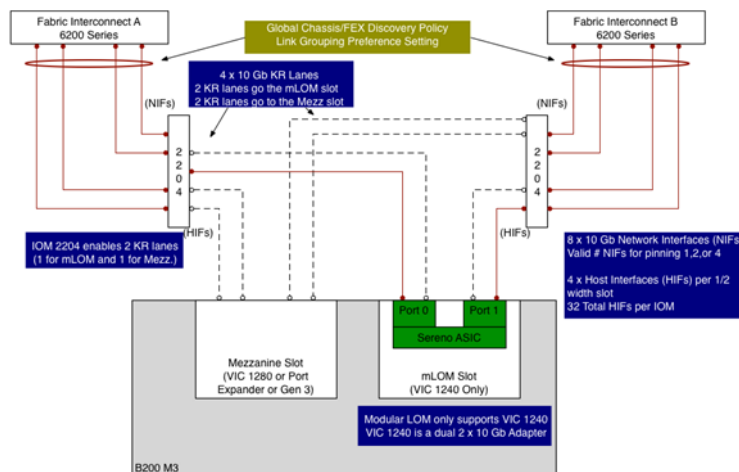 Fabric Interconnect A
6200 Series
Global Chassis/FEX Discovery Policy
Link Grouping Preference Setting
Fabric Interconnect B
6200 Series
4 x 10 Gb KR Lanes
2 KR lanes go the mLOM slot
2 KR lanes go to the Mezz slot
(NIFs)
(NIFs)
2
2
0
4
2
2
0
4
(HIFs)
(HIFs)
IOM 2204 enables 2 KR lanes
(1 for mLOM and 1 for Mezz.)
8 x 10 Gb Network Interfaces (NIFs)
Valid # NIFs for pinning 1,2,or 4
4 x Host Interfaces (HIFs) per 1/2
width slot
32 Total HIFs per IOM
Port 0
Port 1
Sereno ASIC
Mezzanine Slot
(VIC 1280 or Port
Expander or Gen 3)
mLOM Slot
(VIC 1240 Only)
Modular LOM only supports VIC 1240
VIC 1240 is a dual 2 x 10 Gb Adapter
B200 M3